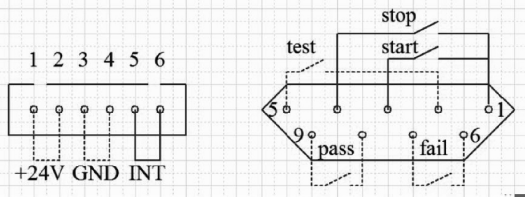 stop
test
start
1 2 3 4 5 6
5
1
9
6
pass
fail
+24V GND INT